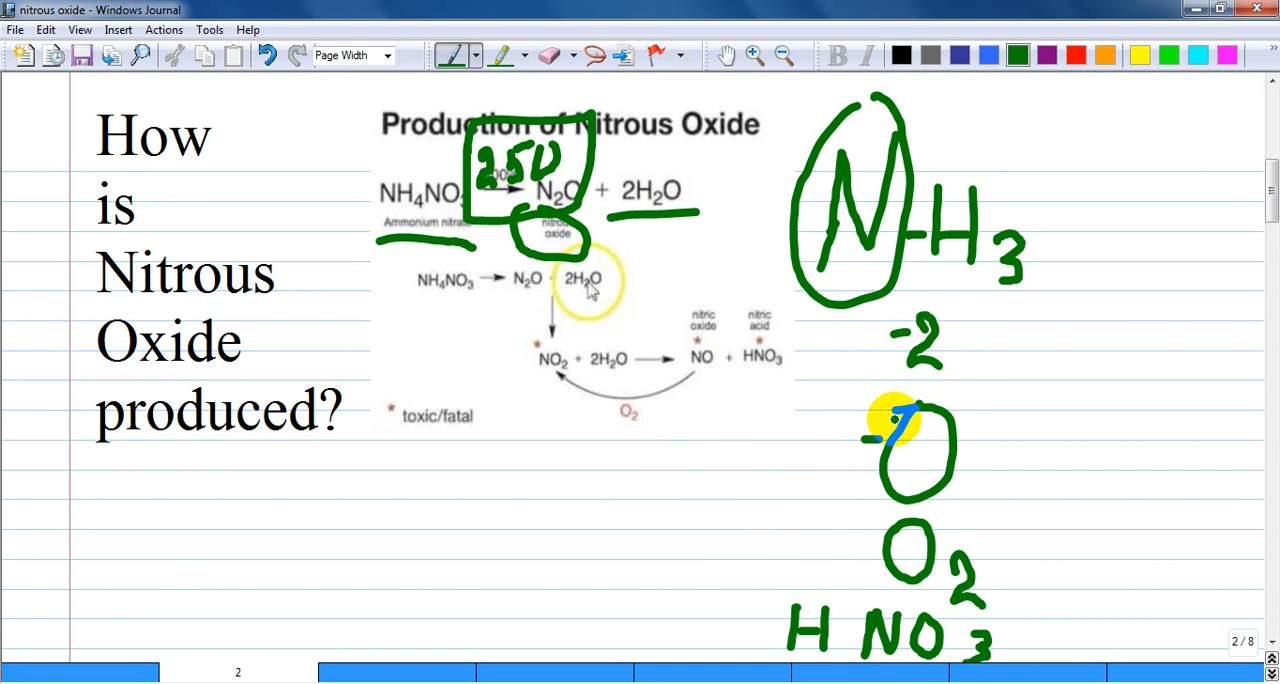 nitrous oxide - Windows Journal
File Edit View Insert Actions Tools Help
Page Width
B I
How
is
Nitrous
Oxide
produced?
Production of Nitrous Oxide
250
NH₄NO₃ → N₂O + 2H₂O
Ammonium nitrate
nitrous
oxide
NH₄NO₃ → N₂O 2H₂O
nitric
oxide
nitric
acid
* NO₂ + 2H₂O → * NO + * HNO₃
O₂
* toxic/fatal
N-H3
-2
-O
O2
HNO3
2 / 8
2